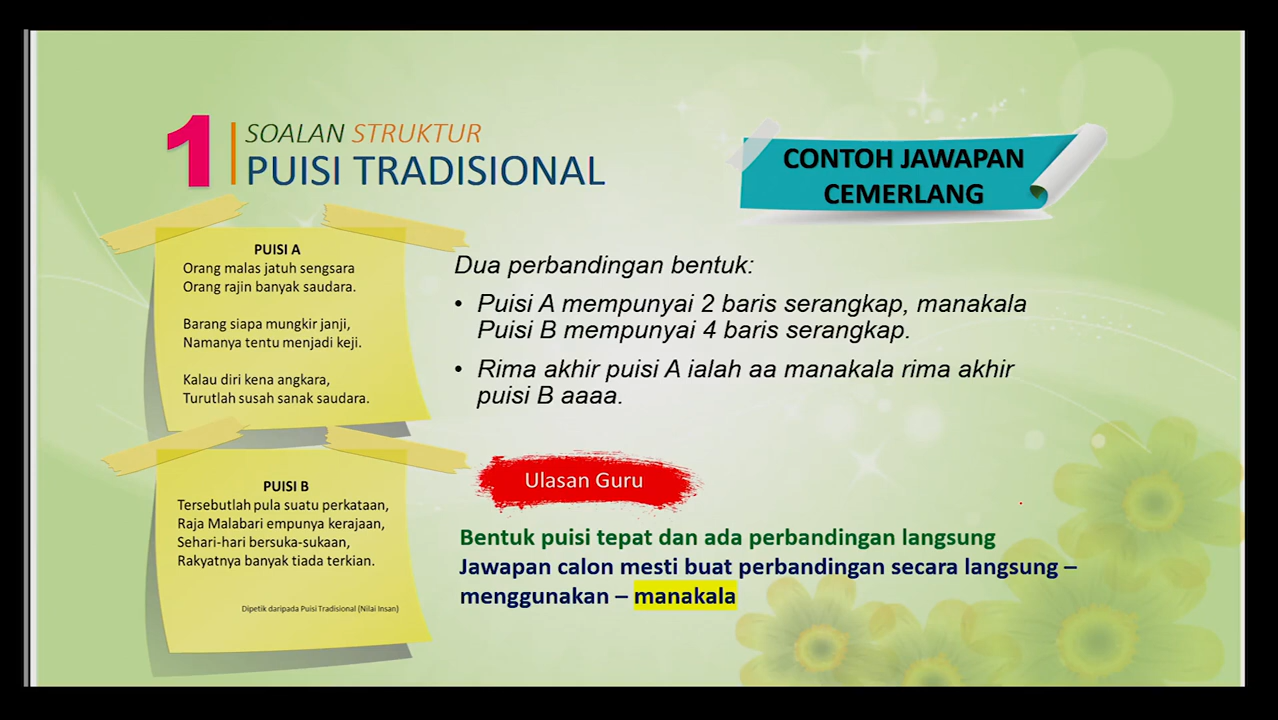 1
SOALAN STRUKTUR
PUISI TRADISIONAL
CONTOH JAWAPAN
CEMERLANG
PUISI A
Orang malas jatuh sengsara
Orang rajin banyak saudara.
Barang siapa mungkir janji,
Namanya tentu menjadi keji.
Kalau diri kena angkara,
Turutlah susah sanak saudara.
PUISI B
Tersebutlah pula suatu perkataan,
Raja Malabari empunya kerajaan,
Sehari-hari bersuka-sukaan,
Rakyatnya banyak tiada terkian.
Dipetik daripada Puisi Tradisional (Nilai Insan)
Dua perbandingan bentuk:
• Puisi A mempunyai 2 baris serangkap, manakala
Puisi B mempunyai 4 baris serangkap.
• Rima akhir puisi A ialah aa manakala rima akhir
puisi B aaaa.
Ulasan Guru
Bentuk puisi tepat dan ada perbandingan langsung
Jawapan calon mesti buat perbandingan secara langsung –
menggunakan – manakala